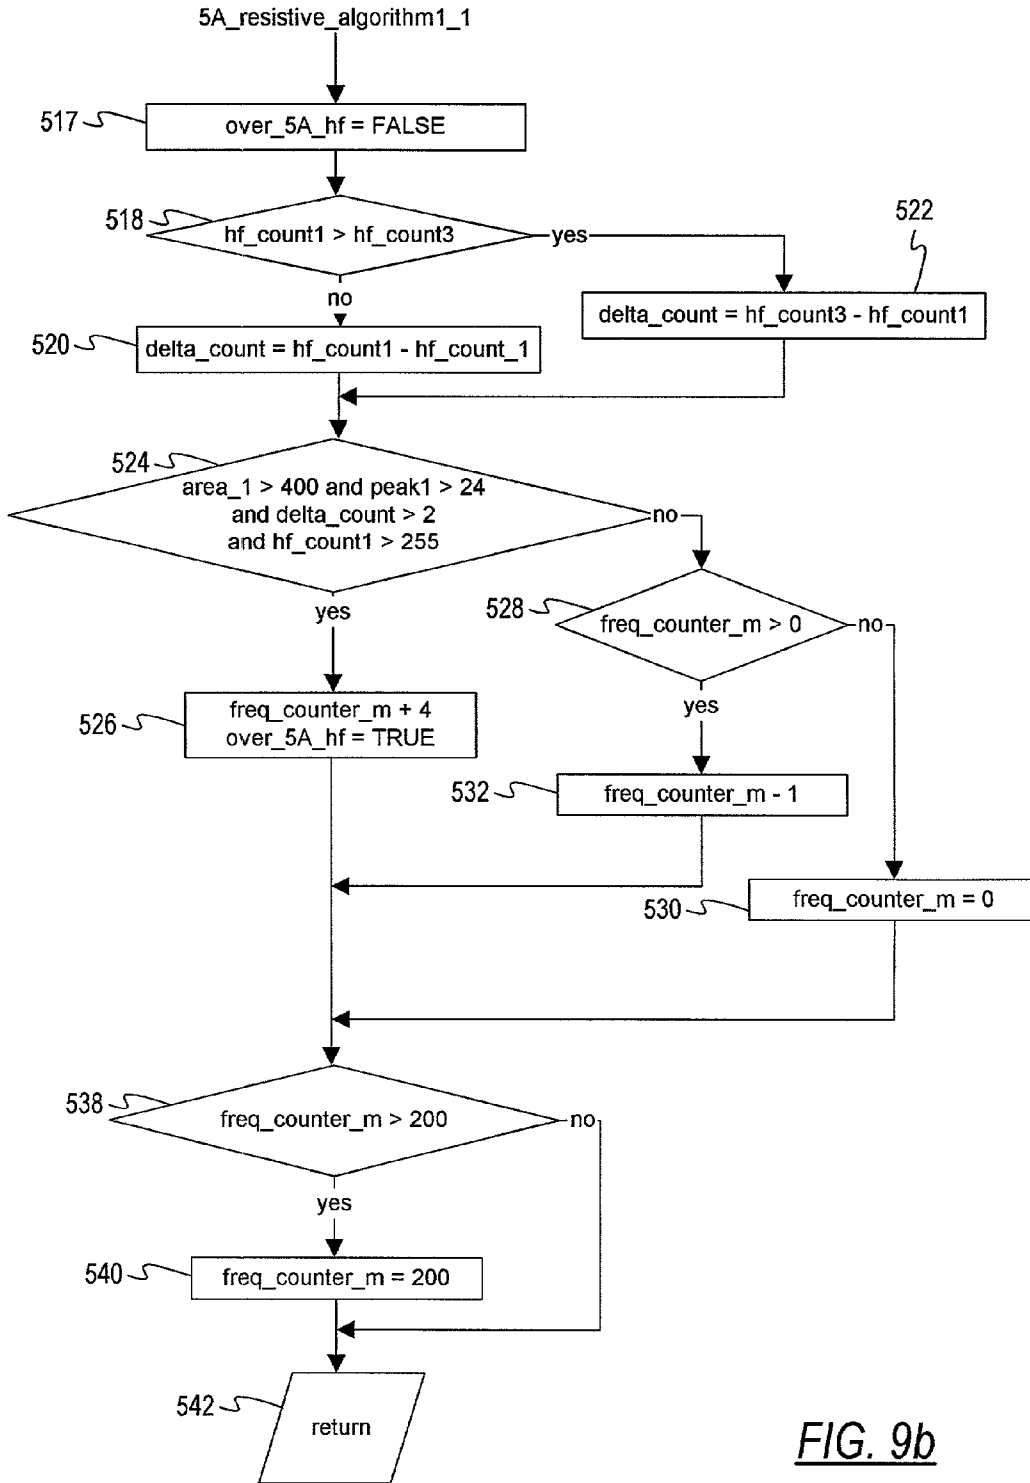 5A_resistive_algorithm1_1
517
over_5A_hf = FALSE
518
hf_count1 > hf_count3
yes
522
no
delta_count = hf_count3 - hf_count1
520
delta_count = hf_count1 - hf_count_1
524
area_1 > 400 and peak1 > 24
and delta_count > 2
and hf_count1 > 255
no
yes
528
freq_counter_m > 0
no
yes
526
freq_counter_m + 4
over_5A_hf = TRUE
532
freq_counter_m - 1
530
freq_counter_m = 0
538
freq_counter_m > 200
no
yes
540
freq_counter_m = 200
542
return
FIG. 9b